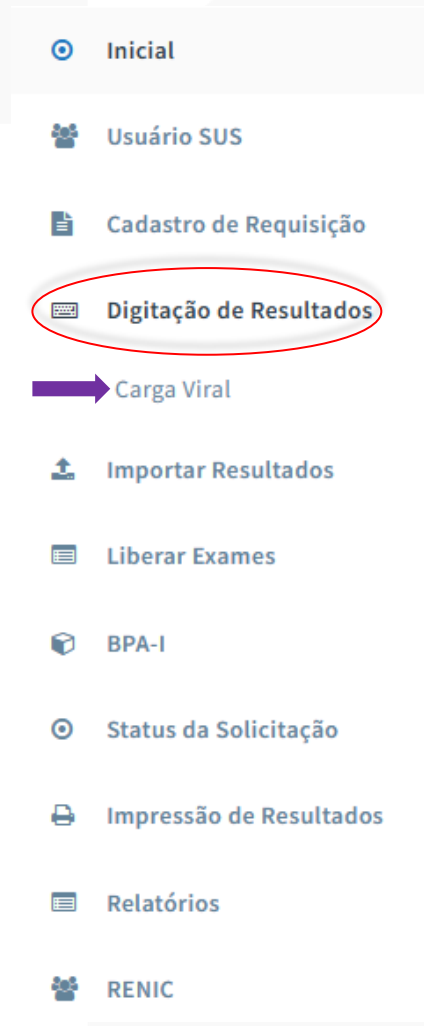 Inicial
Usuário SUS
Cadastro de Requisição
Digitação de Resultados
Carga Viral
Importar Resultados
Liberar Exames
BPA-I
Status da Solicitação
Impressão de Resultados
Relatórios
RENIC